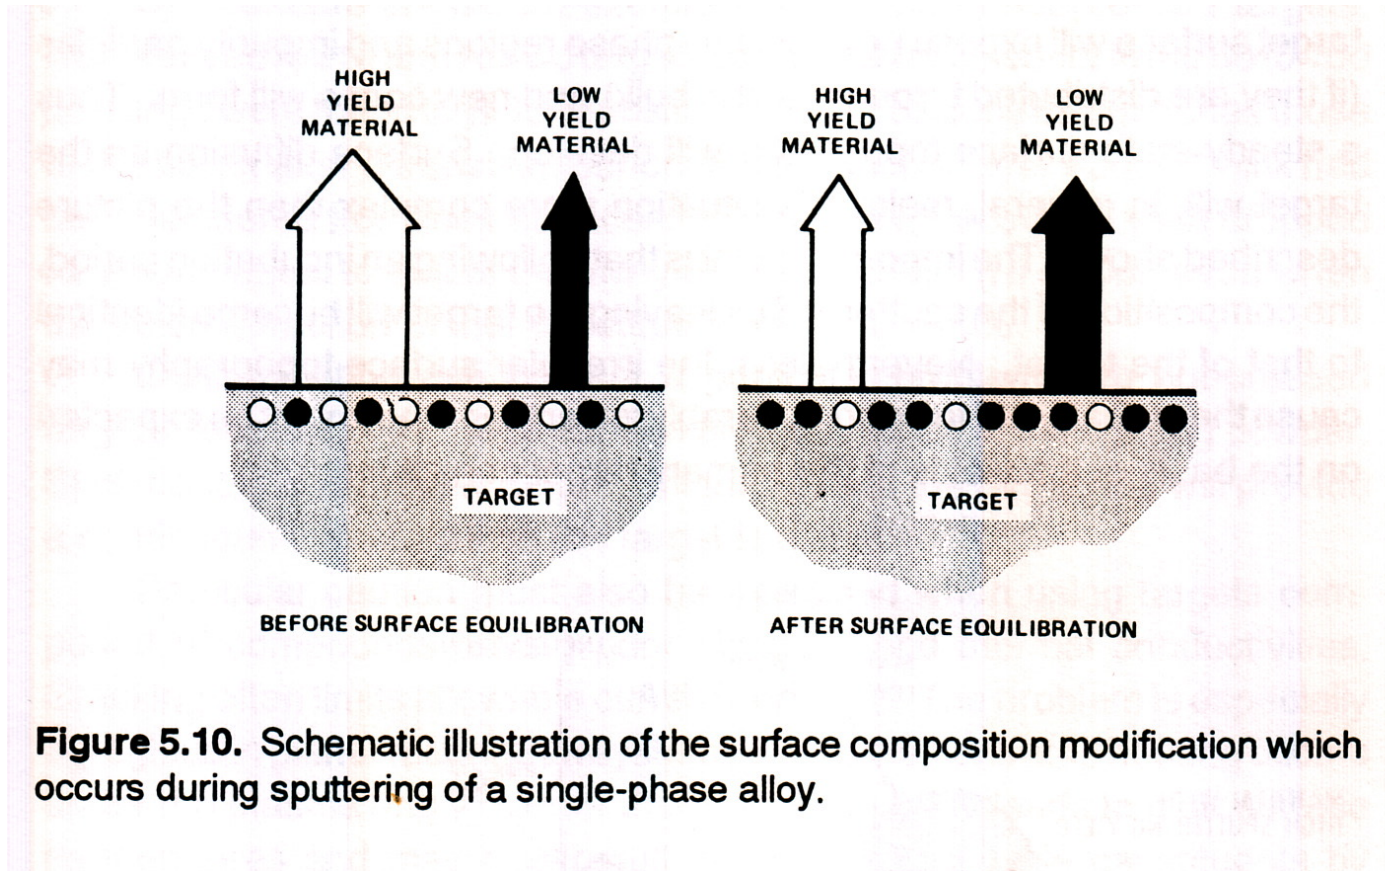 HIGH
YIELD
MATERIAL
LOW
YIELD
MATERIAL
HIGH
YIELD
MATERIAL
LOW
YIELD
MATERIAL
TARGET
TARGET
BEFORE SURFACE EQUILIBRATION
AFTER SURFACE EQUILIBRATION
Figure 5.10. Schematic illustration of the surface composition modification which
occurs during sputtering of a single-phase alloy.